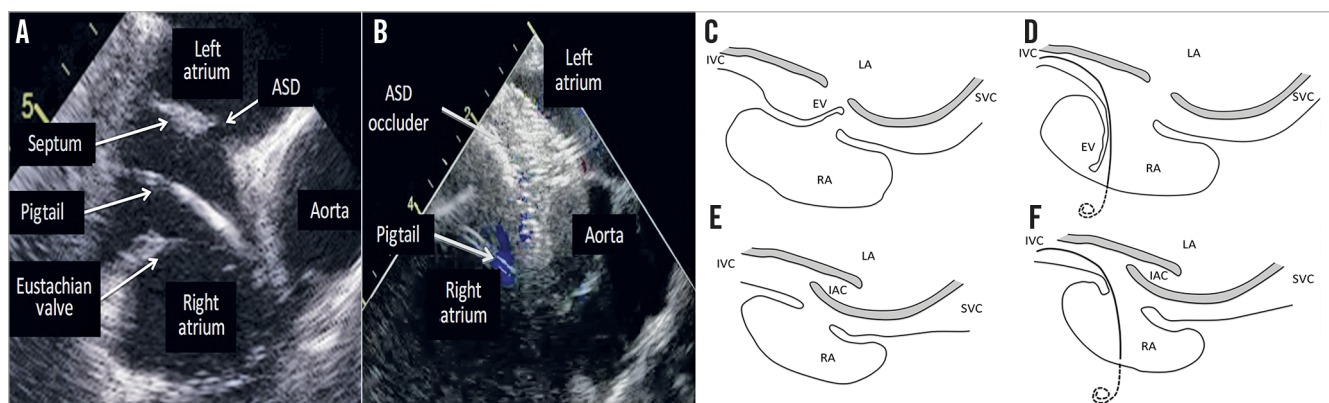 A
Left
atrium
ASD
5
Septum
Pigtail
Aorta
Eustachian
valve
Right
atrium
B
Left
atrium
ASD
occluder
2
4
Pigtail
Aorta
Right
atrium
C
IVC
LA
EV
SVC
RA
D
IVC
LA
SVC
EV
RA
E
IVC
LA
IAC
SVC
RA
F
IVC
LA
IAC
SVC
RA